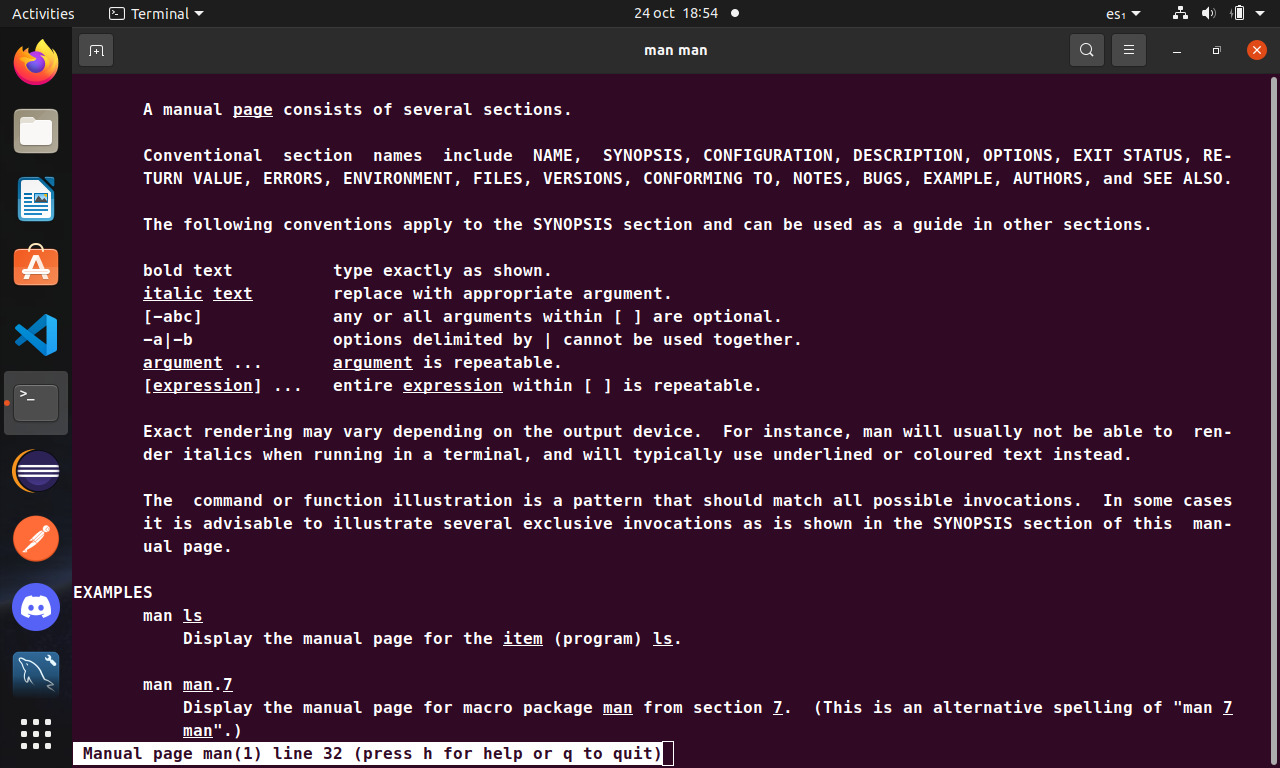 Activities Terminal 24 oct 18:54 es₁
man man
A manual page consists of several sections.
Conventional section names include NAME, SYNOPSIS, CONFIGURATION, DESCRIPTION, OPTIONS, EXIT STATUS, RE-
TURN VALUE, ERRORS, ENVIRONMENT, FILES, VERSIONS, CONFORMING TO, NOTES, BUGS, EXAMPLE, AUTHORS, and SEE ALSO.
The following conventions apply to the SYNOPSIS section and can be used as a guide in other sections.
bold text type exactly as shown.
italic text replace with appropriate argument.
[-abc] any or all arguments within [ ] are optional.
-a|-b options delimited by | cannot be used together.
argument ... argument is repeatable.
[expression] ... entire expression within [ ] is repeatable.
Exact rendering may vary depending on the output device. For instance, man will usually not be able to ren-
der italics when running in a terminal, and will typically use underlined or coloured text instead.
The command or function illustration is a pattern that should match all possible invocations. In some cases
it is advisable to illustrate several exclusive invocations as is shown in the SYNOPSIS section of this man-
ual page.
EXAMPLES
man ls
Display the manual page for the item (program) ls.
man man.7
Display the manual page for macro package man from section 7. (This is an alternative spelling of "man 7
man".)
Manual page man(1) line 32 (press h for help or q to quit)